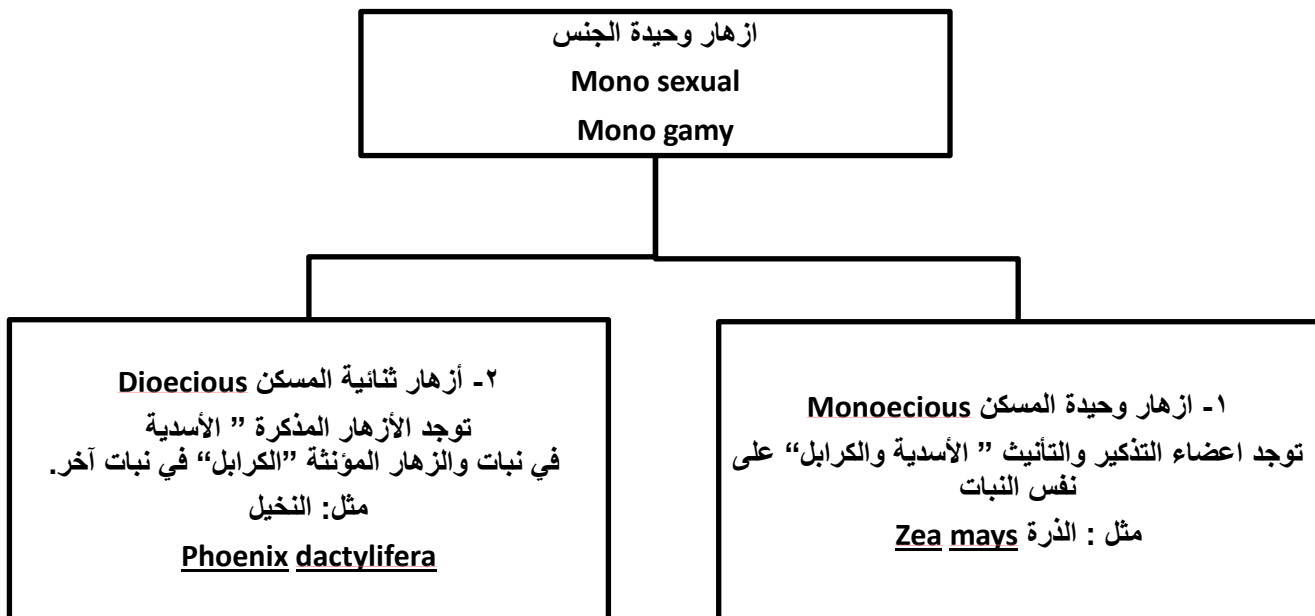 ازهار وحيدة الجنس
Mono sexual
Mono gamy
١- ازهار وحيدة المسكن Monoecious
توجد اعضاء التذكير والتأنيث ” الأسدية والكرابل“ على
نفس النبات
مثل : الذرة Zea mays
٢- أزهار ثنائية المسكن Dioecious
توجد الأزهار المذكرة ” الأسدية
في نبات والزهار المؤنثة ”الكرابل“ في نبات آخر.
مثل: النخيل
Phoenix dactylifera